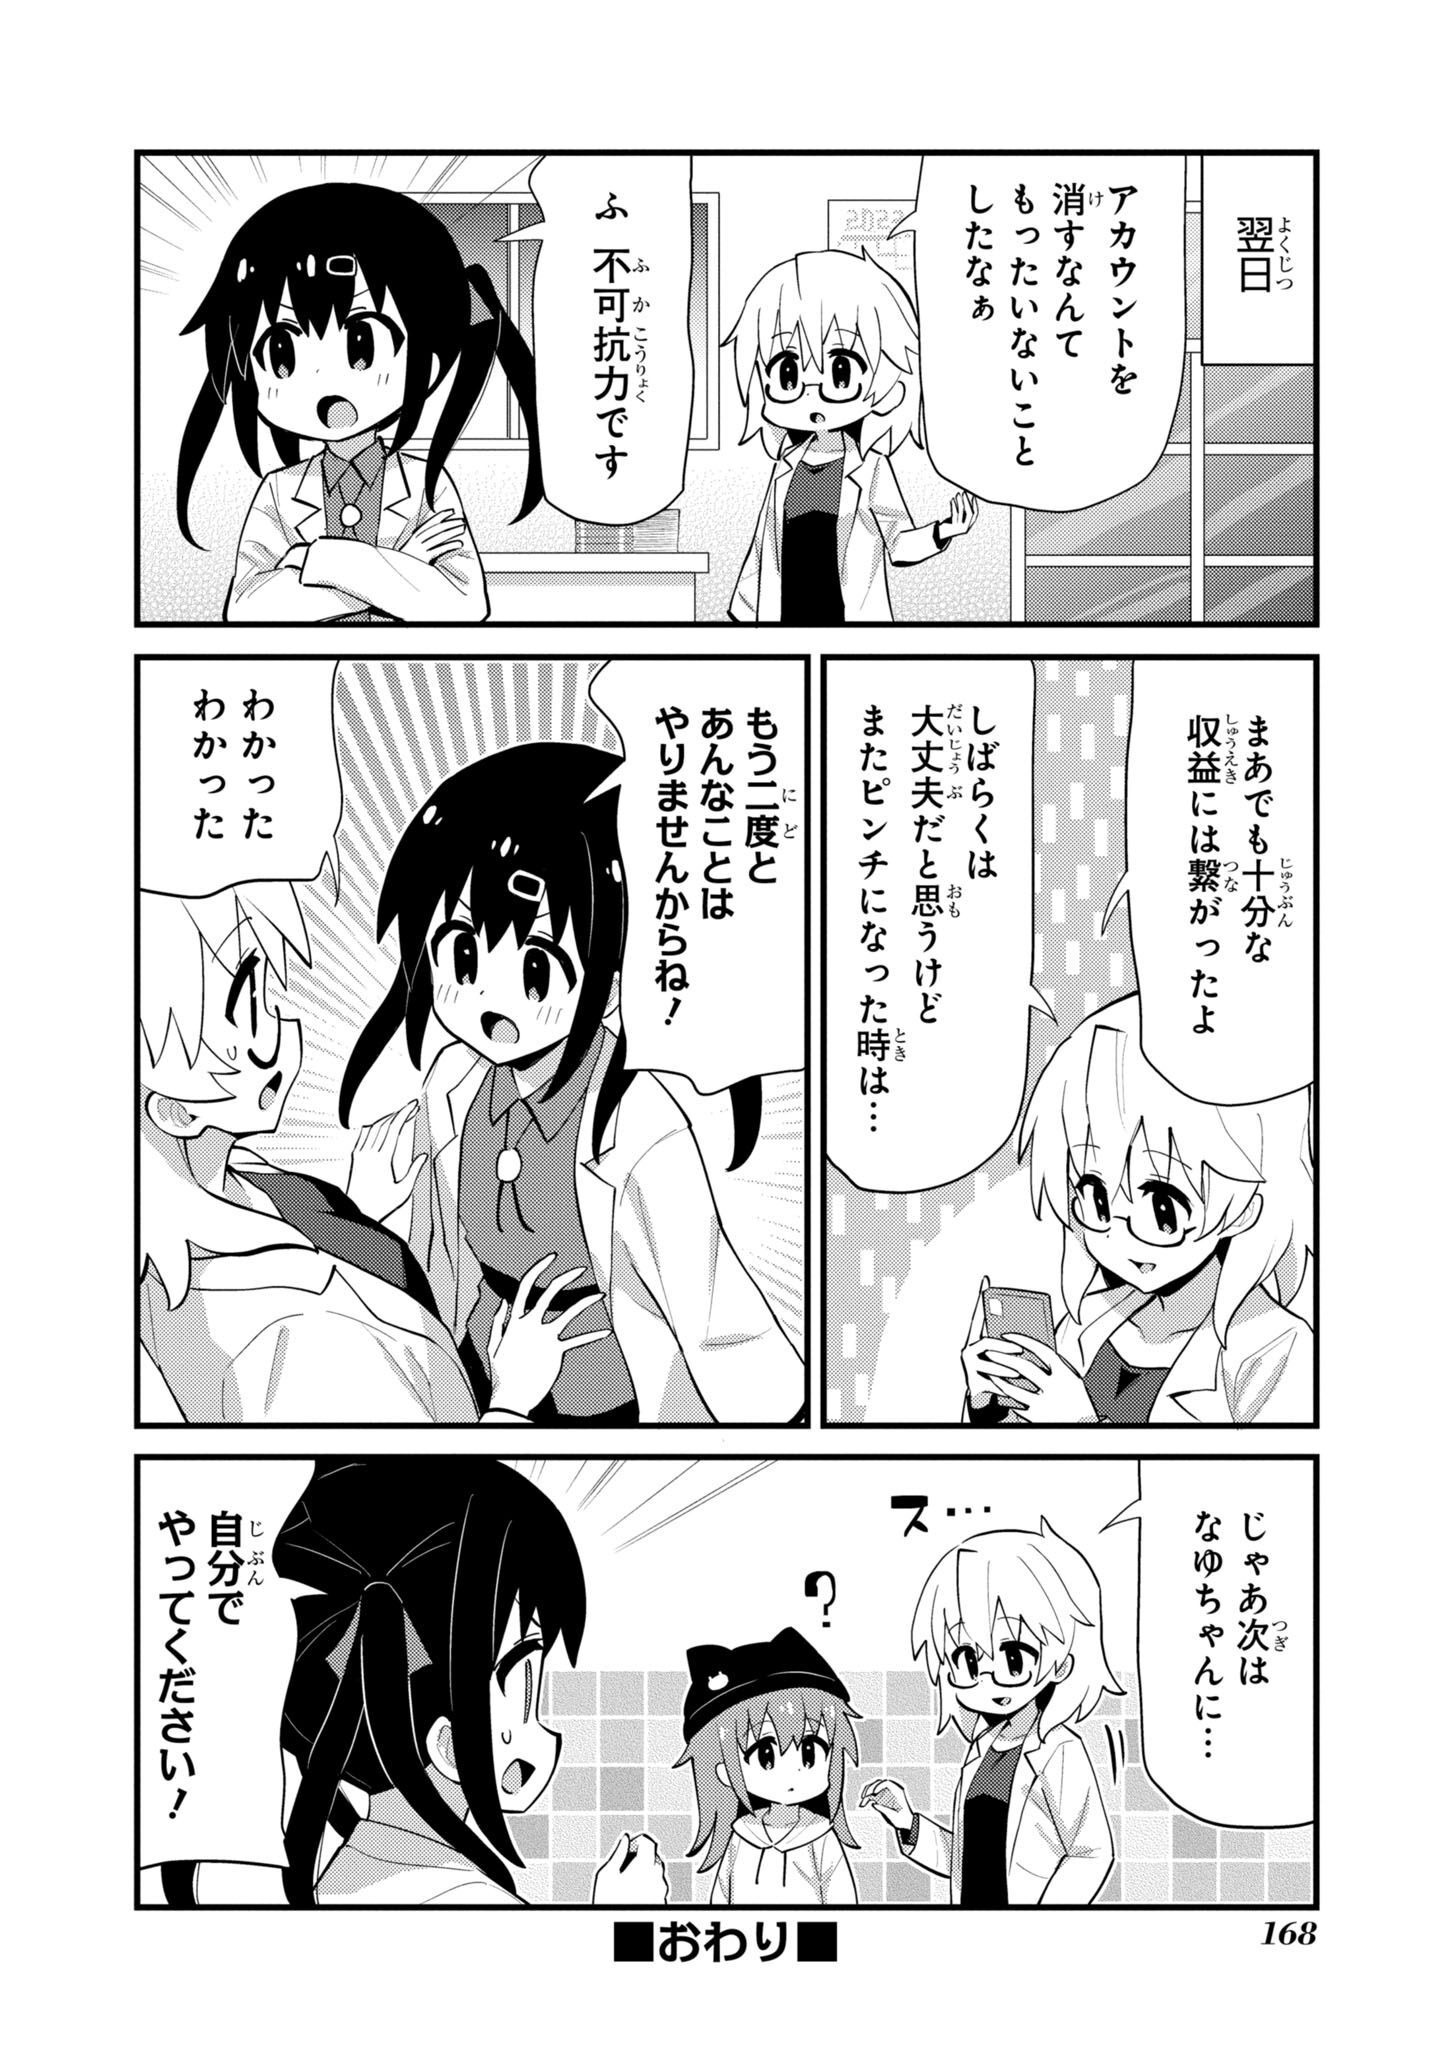 翌日
アカウントを
消すなんて
もったいないこと
したなぁ
ふ 不可抗力です
2022
まあでも十分な
収益には繋がったよ
しばらくは
大丈夫だと思うけど
またピンチになった時は…
もう二度と
あんなことは
やりませんからね！
わかった
わかった
じゃあ次は
なゆちゃんに…
ス…
？
自分で
やってください！
■おわり■
168